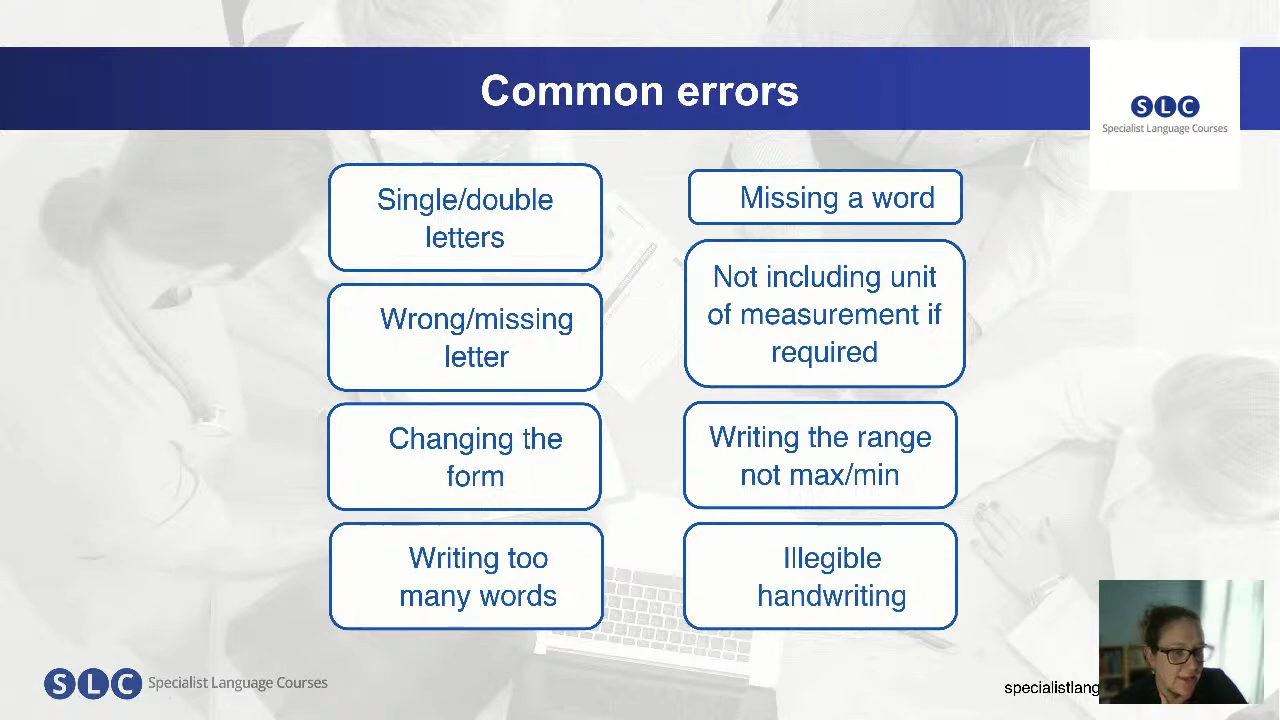 Common errors
SLC
Specialist Language Courses
Single/double
letters
Wrong/missing
letter
Changing the
form
Writing too
many words
Missing a word
Not including unit
of measurement if
required
Writing the range
not max/min
Illegible
handwriting
SLC Specialist Language Courses
specialistlang